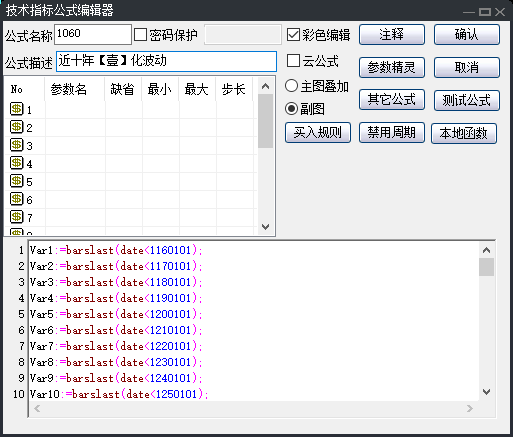 技术指标公式编辑器
公式名称 1060 密码保护 彩色编辑 注释 确认
公式描述 近十年【壹】化波动 云公式 参数精灵 取消
No 参数名 缺省 最小 最大 步长 主图叠加
1 副图 其它公式 测试公式
2 买入规则 禁用周期 本地函数
3
4
5
6
7
8
1 Var1:=barslast(date<1160101);
2 Var2:=barslast(date<1170101);
3 Var3:=barslast(date<1180101);
4 Var4:=barslast(date<1190101);
5 Var5:=barslast(date<1200101);
6 Var6:=barslast(date<1210101);
7 Var7:=barslast(date<1220101);
8 Var8:=barslast(date<1230101);
9 Var9:=barslast(date<1240101);
10 Var10:=barslast(date<1250101);